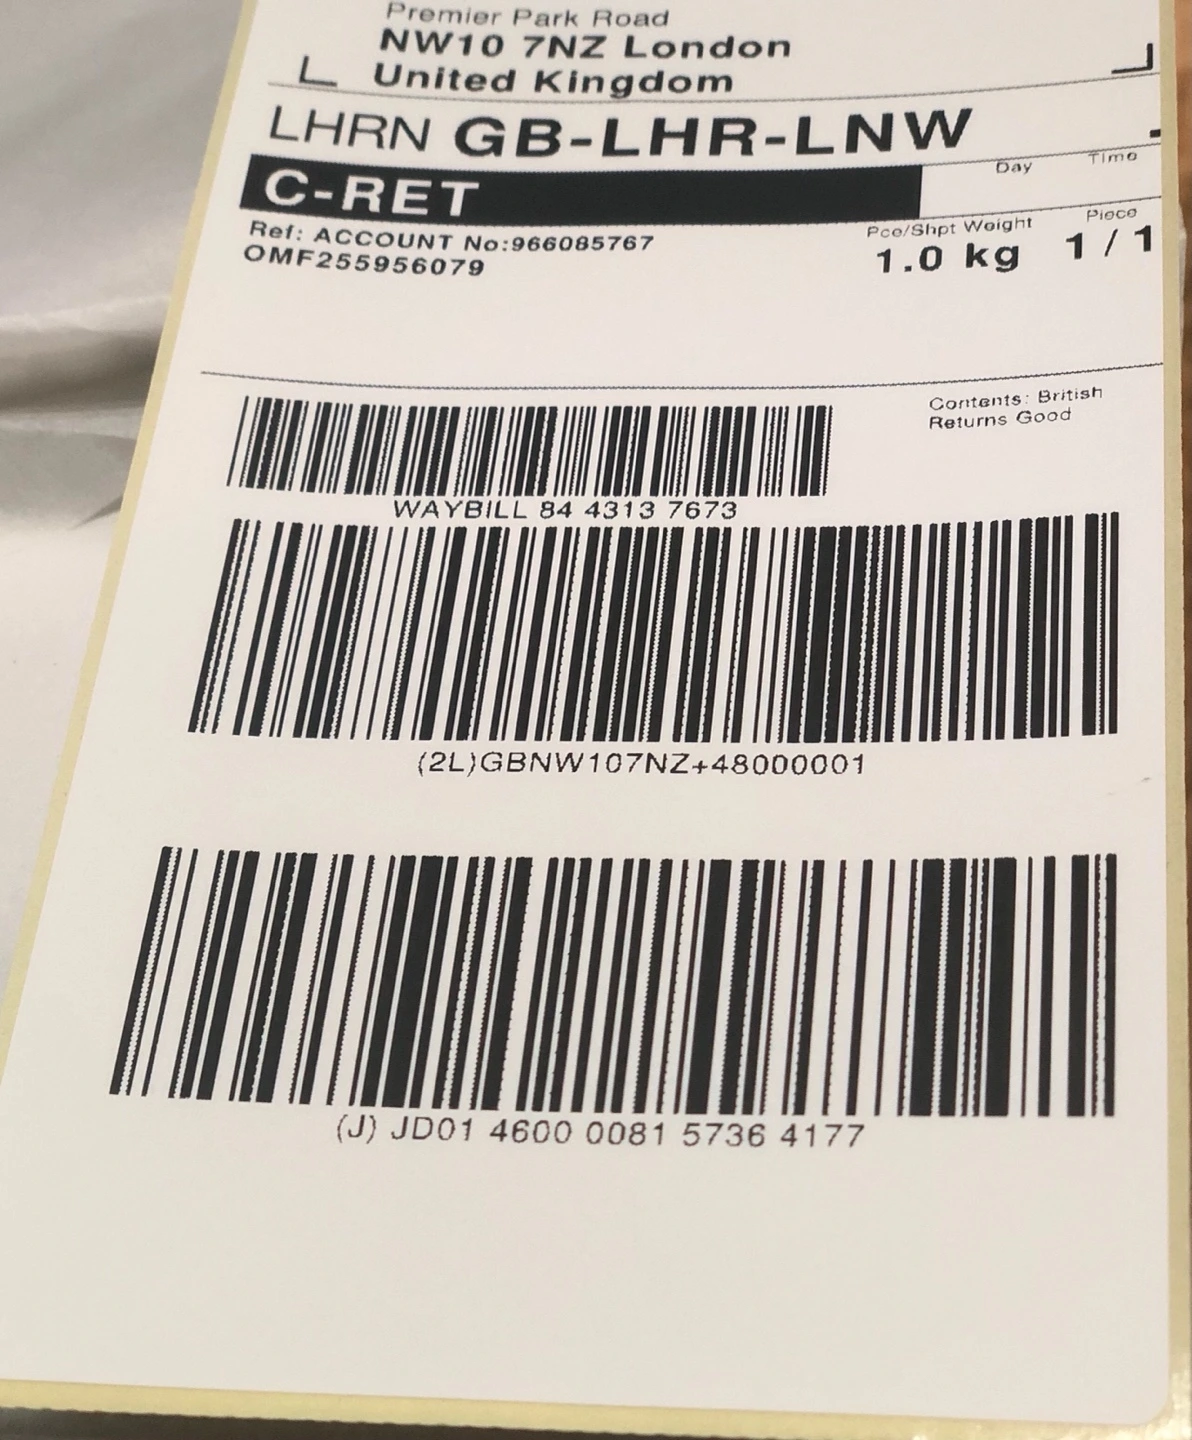 Premier Park Road
NW10 7NZ London
United Kingdom
LHRN GB-LHR-LNW
C-RET
Day Time
Ref: ACCOUNT No:966085767
OMF255956079
Pce/Shpt Weight Piece
1.0 kg 1 / 1
Contents: British
Returns Good
WAYBILL 84 4313 7673
(2L)GBNW107NZ+48000001
(J) JD01 4600 0081 5736 4177